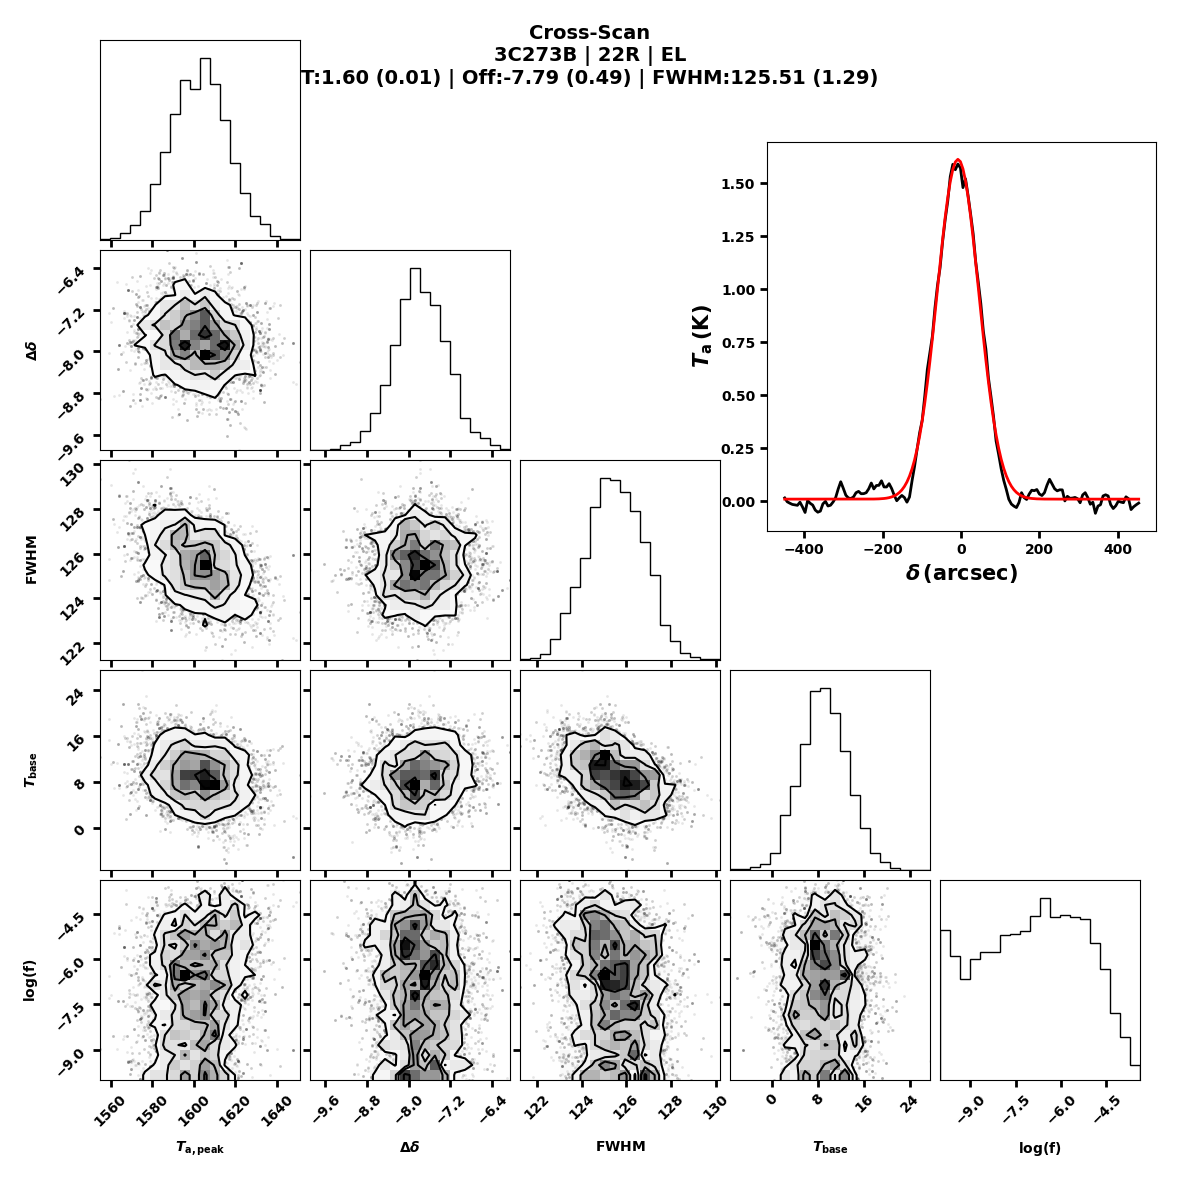 Cross-Scan
3C273B | 22R | EL
T:1.60 (0.01) | Off:-7.79 (0.49) | FWHM:125.51 (1.29)
1.50
1.25
1.00
0.75
0.50
0.25
0.00
Ta (K)
−400 −200 0 200 400
δ (arcsec)
−6.4
−7.2
−8.0
−8.8
−9.6
Δδ
130
128
126
124
122
FWHM
24
16
8
0
Tbase
−4.5
−6.0
−7.5
−9.0
log(f)
1560 1580 1600 1620 1640
−9.6 −8.8 −8.0 −7.2 −6.4
122 124 126 128 130
0 8 16 24
−9.0 −7.5 −6.0 −4.5
Ta,peak Δδ FWHM Tbase log(f)